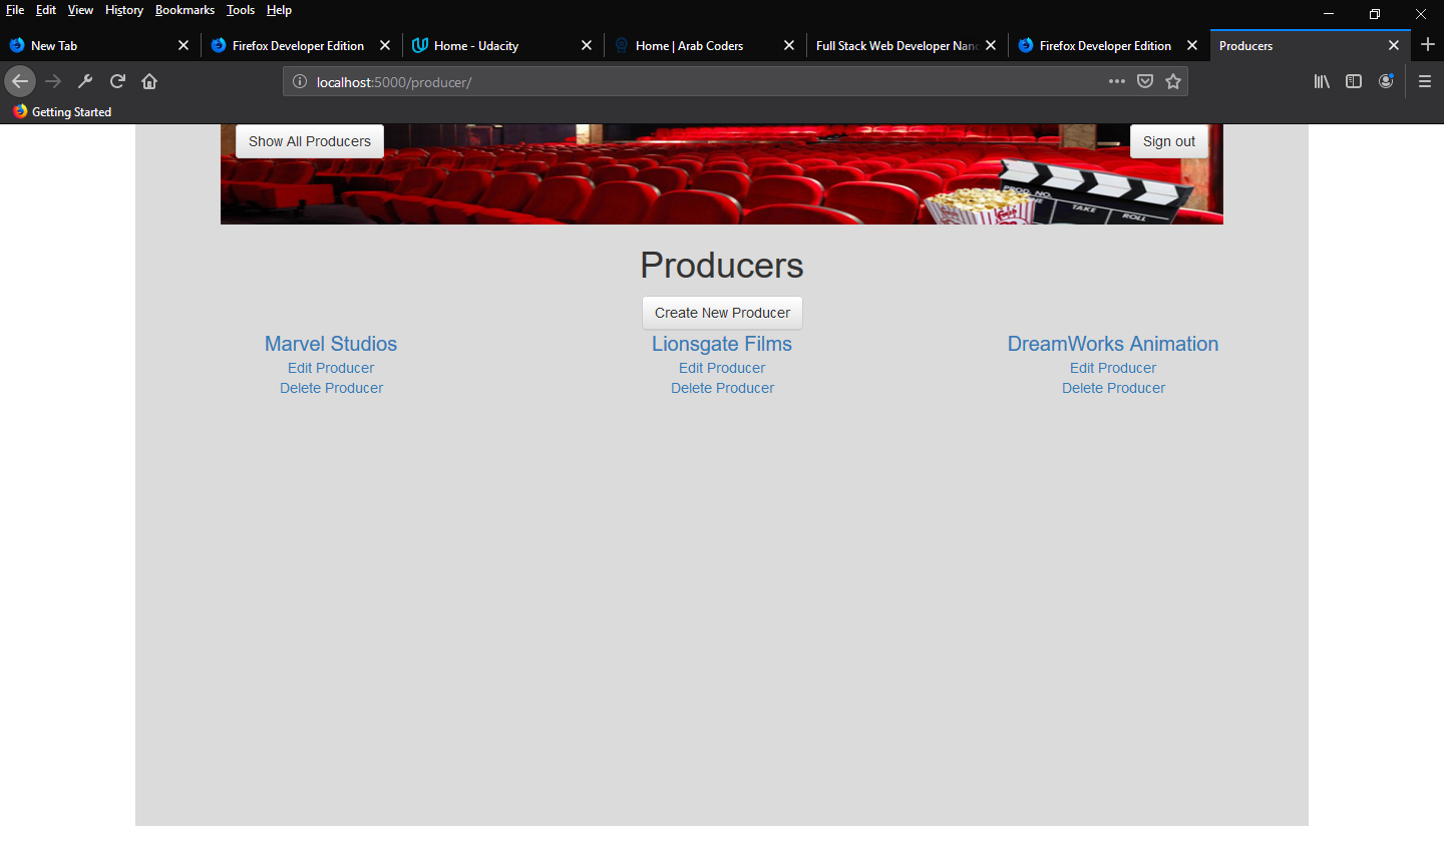 File Edit View History Bookmarks Tools Help
New Tab Firefox Developer Edition Home - Udacity Home | Arab Coders Full Stack Web Developer Nan Firefox Developer Edition Producers
localhost:5000/producer/
Getting Started
Show All Producers Sign out
PROD. NO.
TAKE ROLL
Producers
Create New Producer
Marvel Studios Lionsgate Films DreamWorks Animation
Edit Producer Edit Producer Edit Producer
Delete Producer Delete Producer Delete Producer